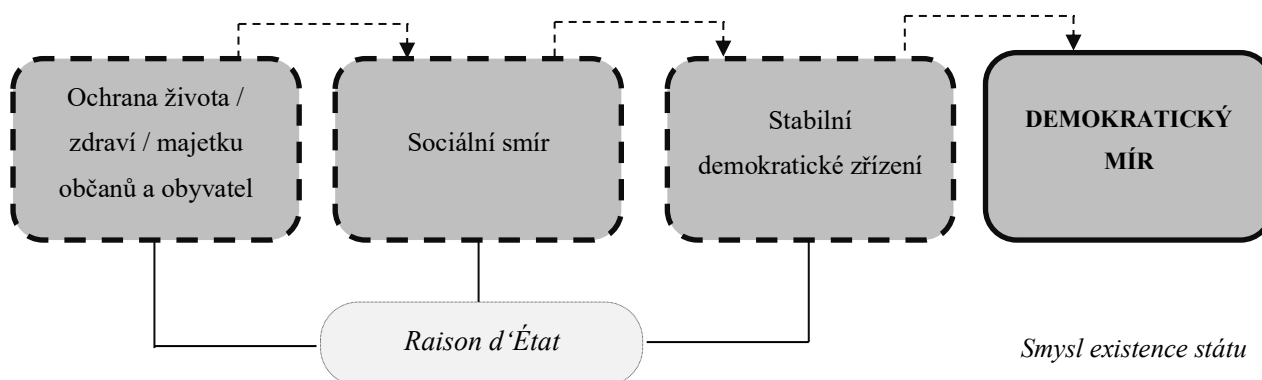 Ochrana života /
zdraví / majetku
občanů a obyvatel
Sociální smír
Stabilní
demokratické zřízení
DEMOKRATICKÝ
MÍR
Raison d‘État
Smysl existence státu